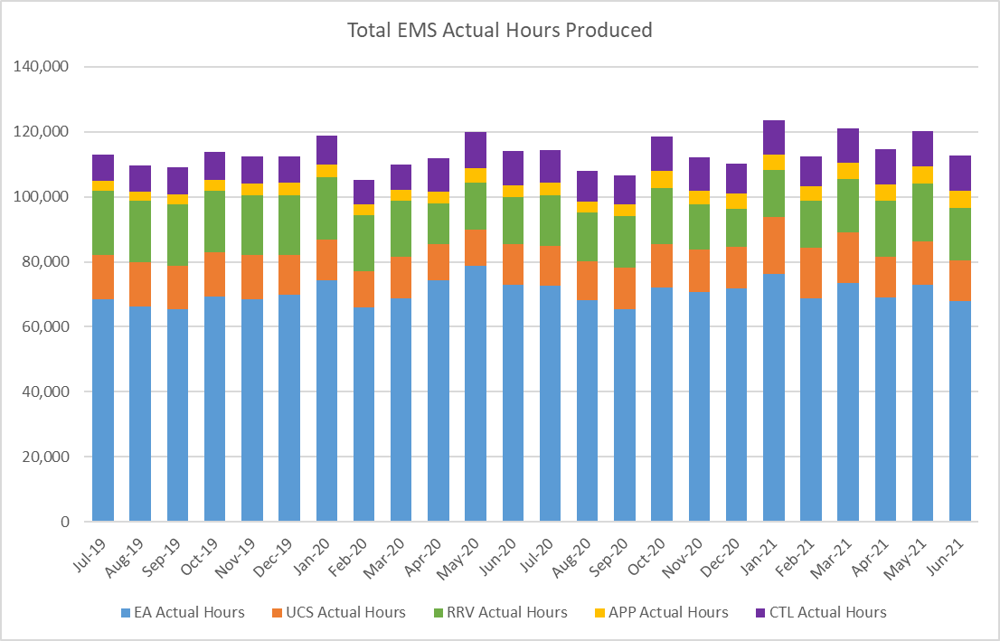 Total EMS Actual Hours Produced
140,000
120,000
100,000
80,000
60,000
40,000
20,000
0
Jul-19
Aug-19
Sep-19
Oct-19
Nov-19
Dec-19
Jan-20
Feb-20
Mar-20
Apr-20
May-20
Jun-20
Jul-20
Aug-20
Sep-20
Oct-20
Nov-20
Dec-20
Jan-21
Feb-21
Mar-21
Apr-21
May-21
Jun-21
EA Actual Hours UCS Actual Hours RRV Actual Hours APP Actual Hours CTL Actual Hours